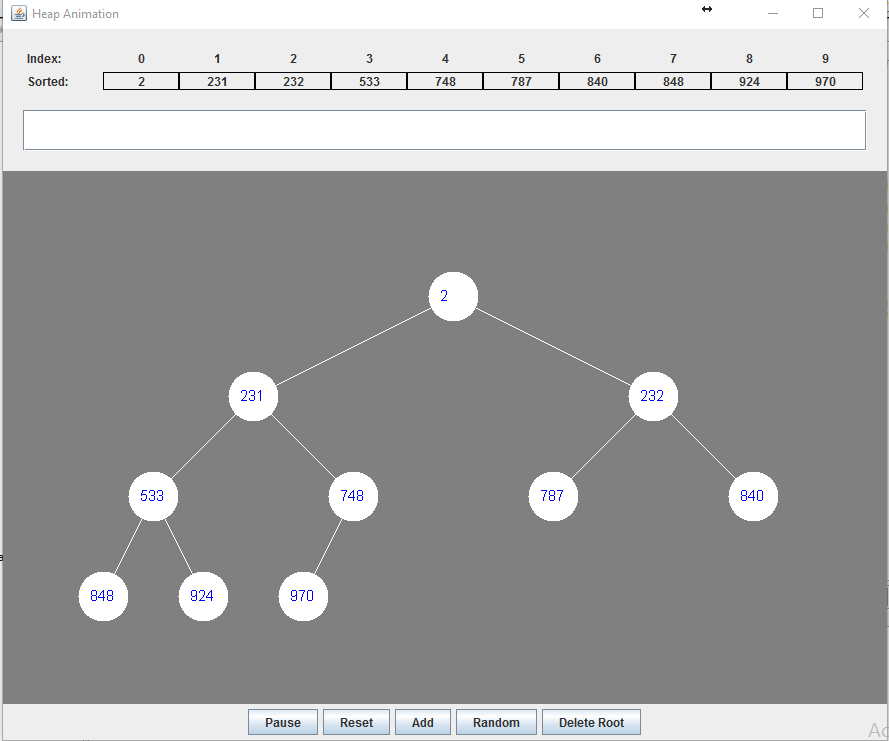 Heap Animation
Index: 0 1 2 3 4 5 6 7 8 9
Sorted: 2 231 232 533 748 787 840 848 924 970
2
231 232
533 748 787 840
848 924 970
Pause Reset Add Random Delete Root